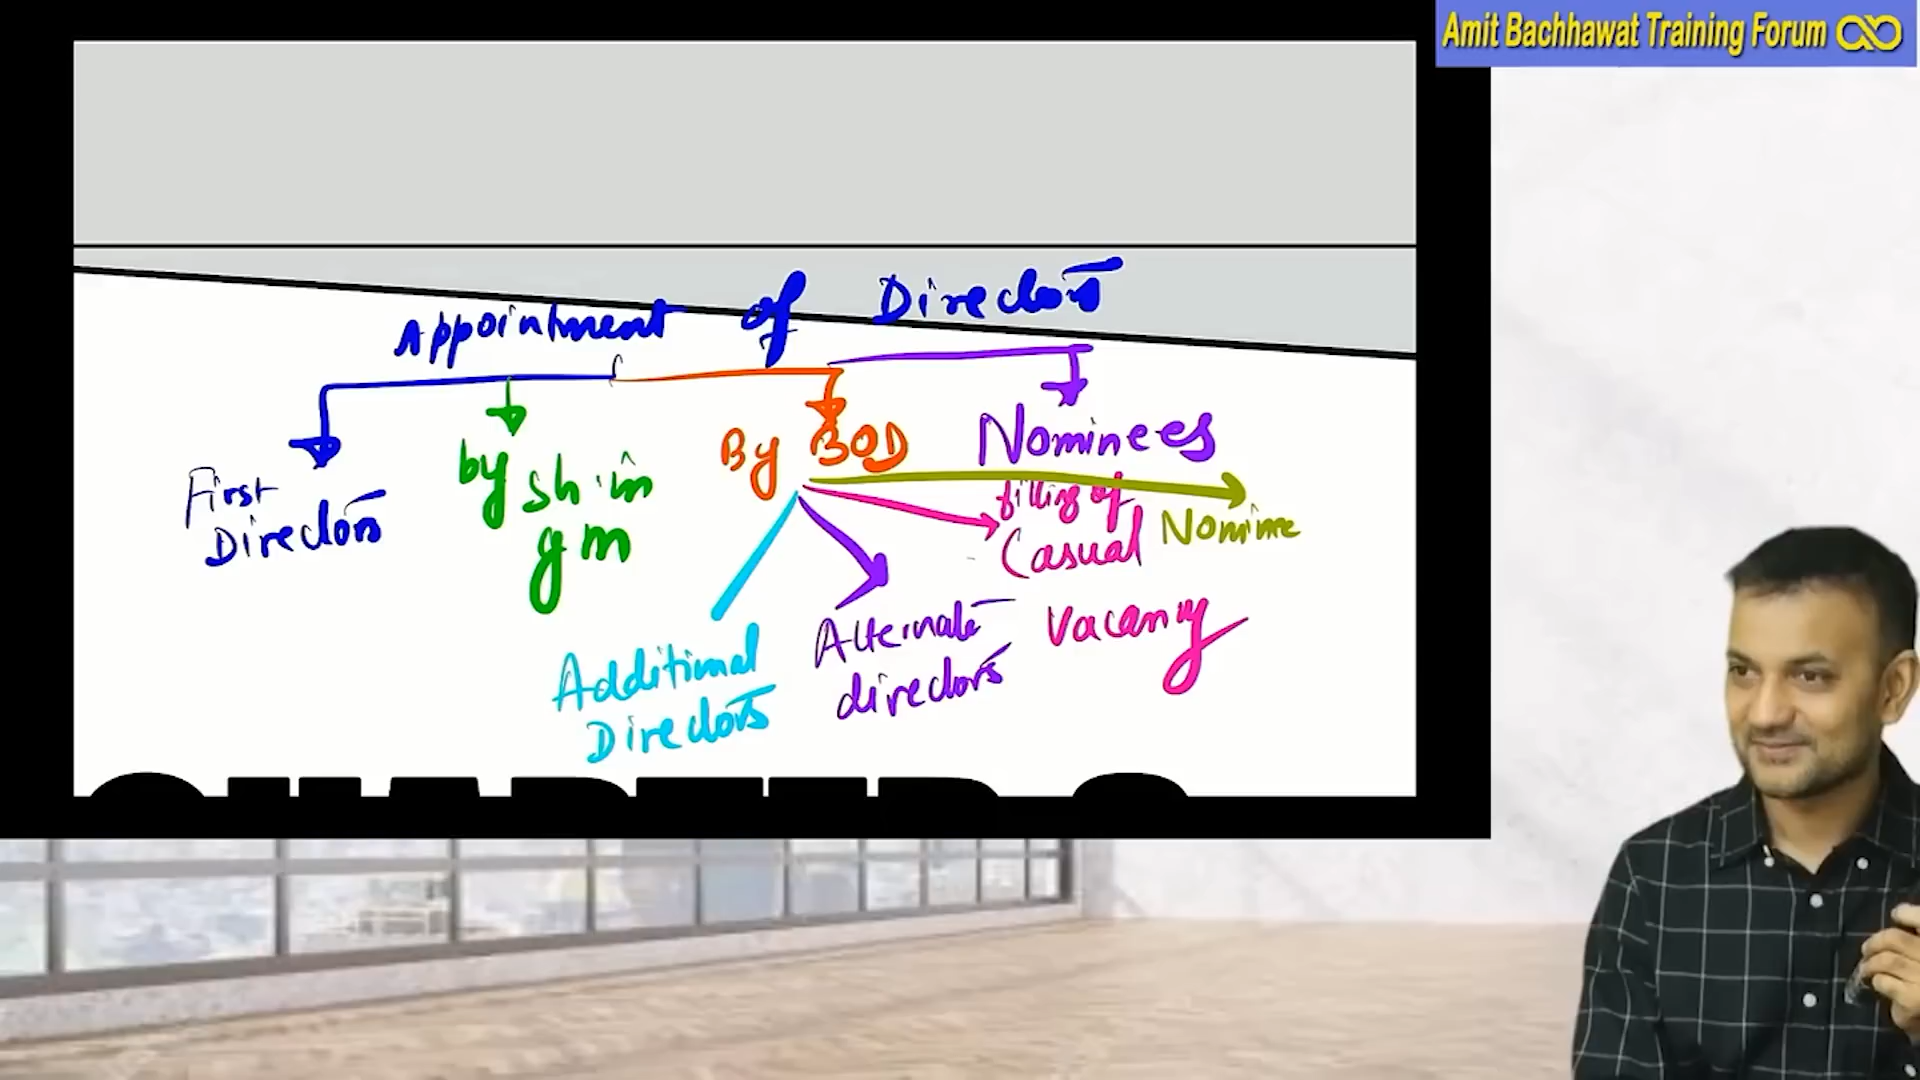 Amit Bachhawat Training Forum
Appointment of Directors
First
Directors
by sh. in
gm
By BOD
Nominees
filling of
Casual
Vacancy
Nominee
Additional
Directors
Alternate
directors